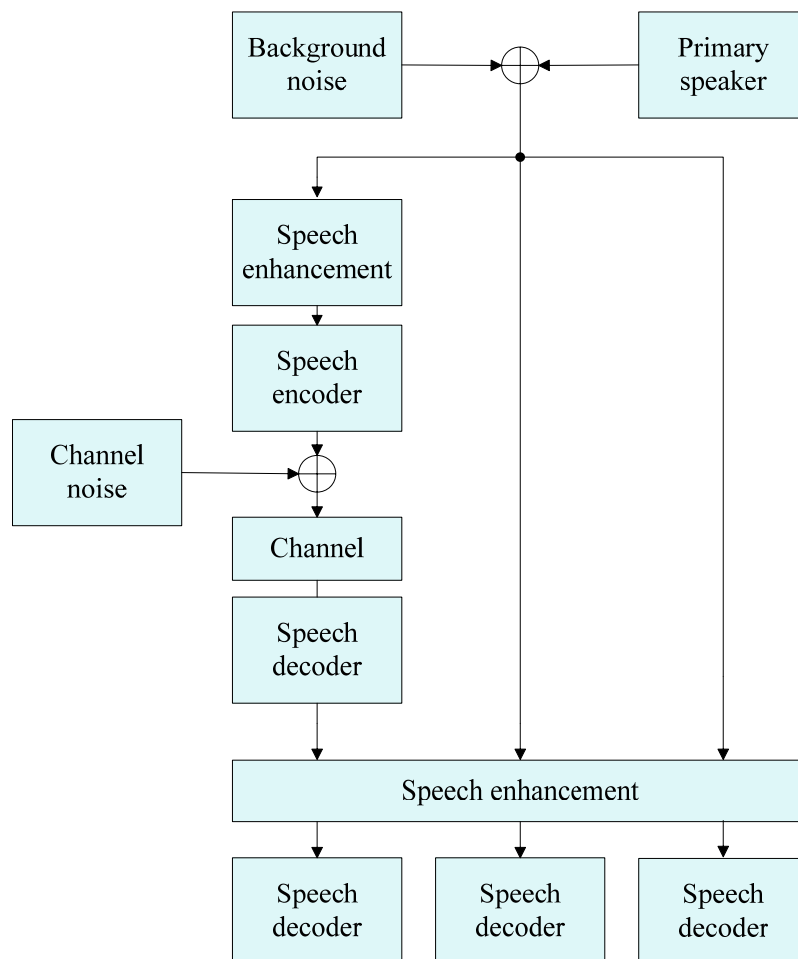 Background
noise
Primary
speaker
Speech
enhancement
Speech
encoder
Channel
noise
Channel
Speech
decoder
Speech enhancement
Speech
decoder
Speech
decoder
Speech
decoder